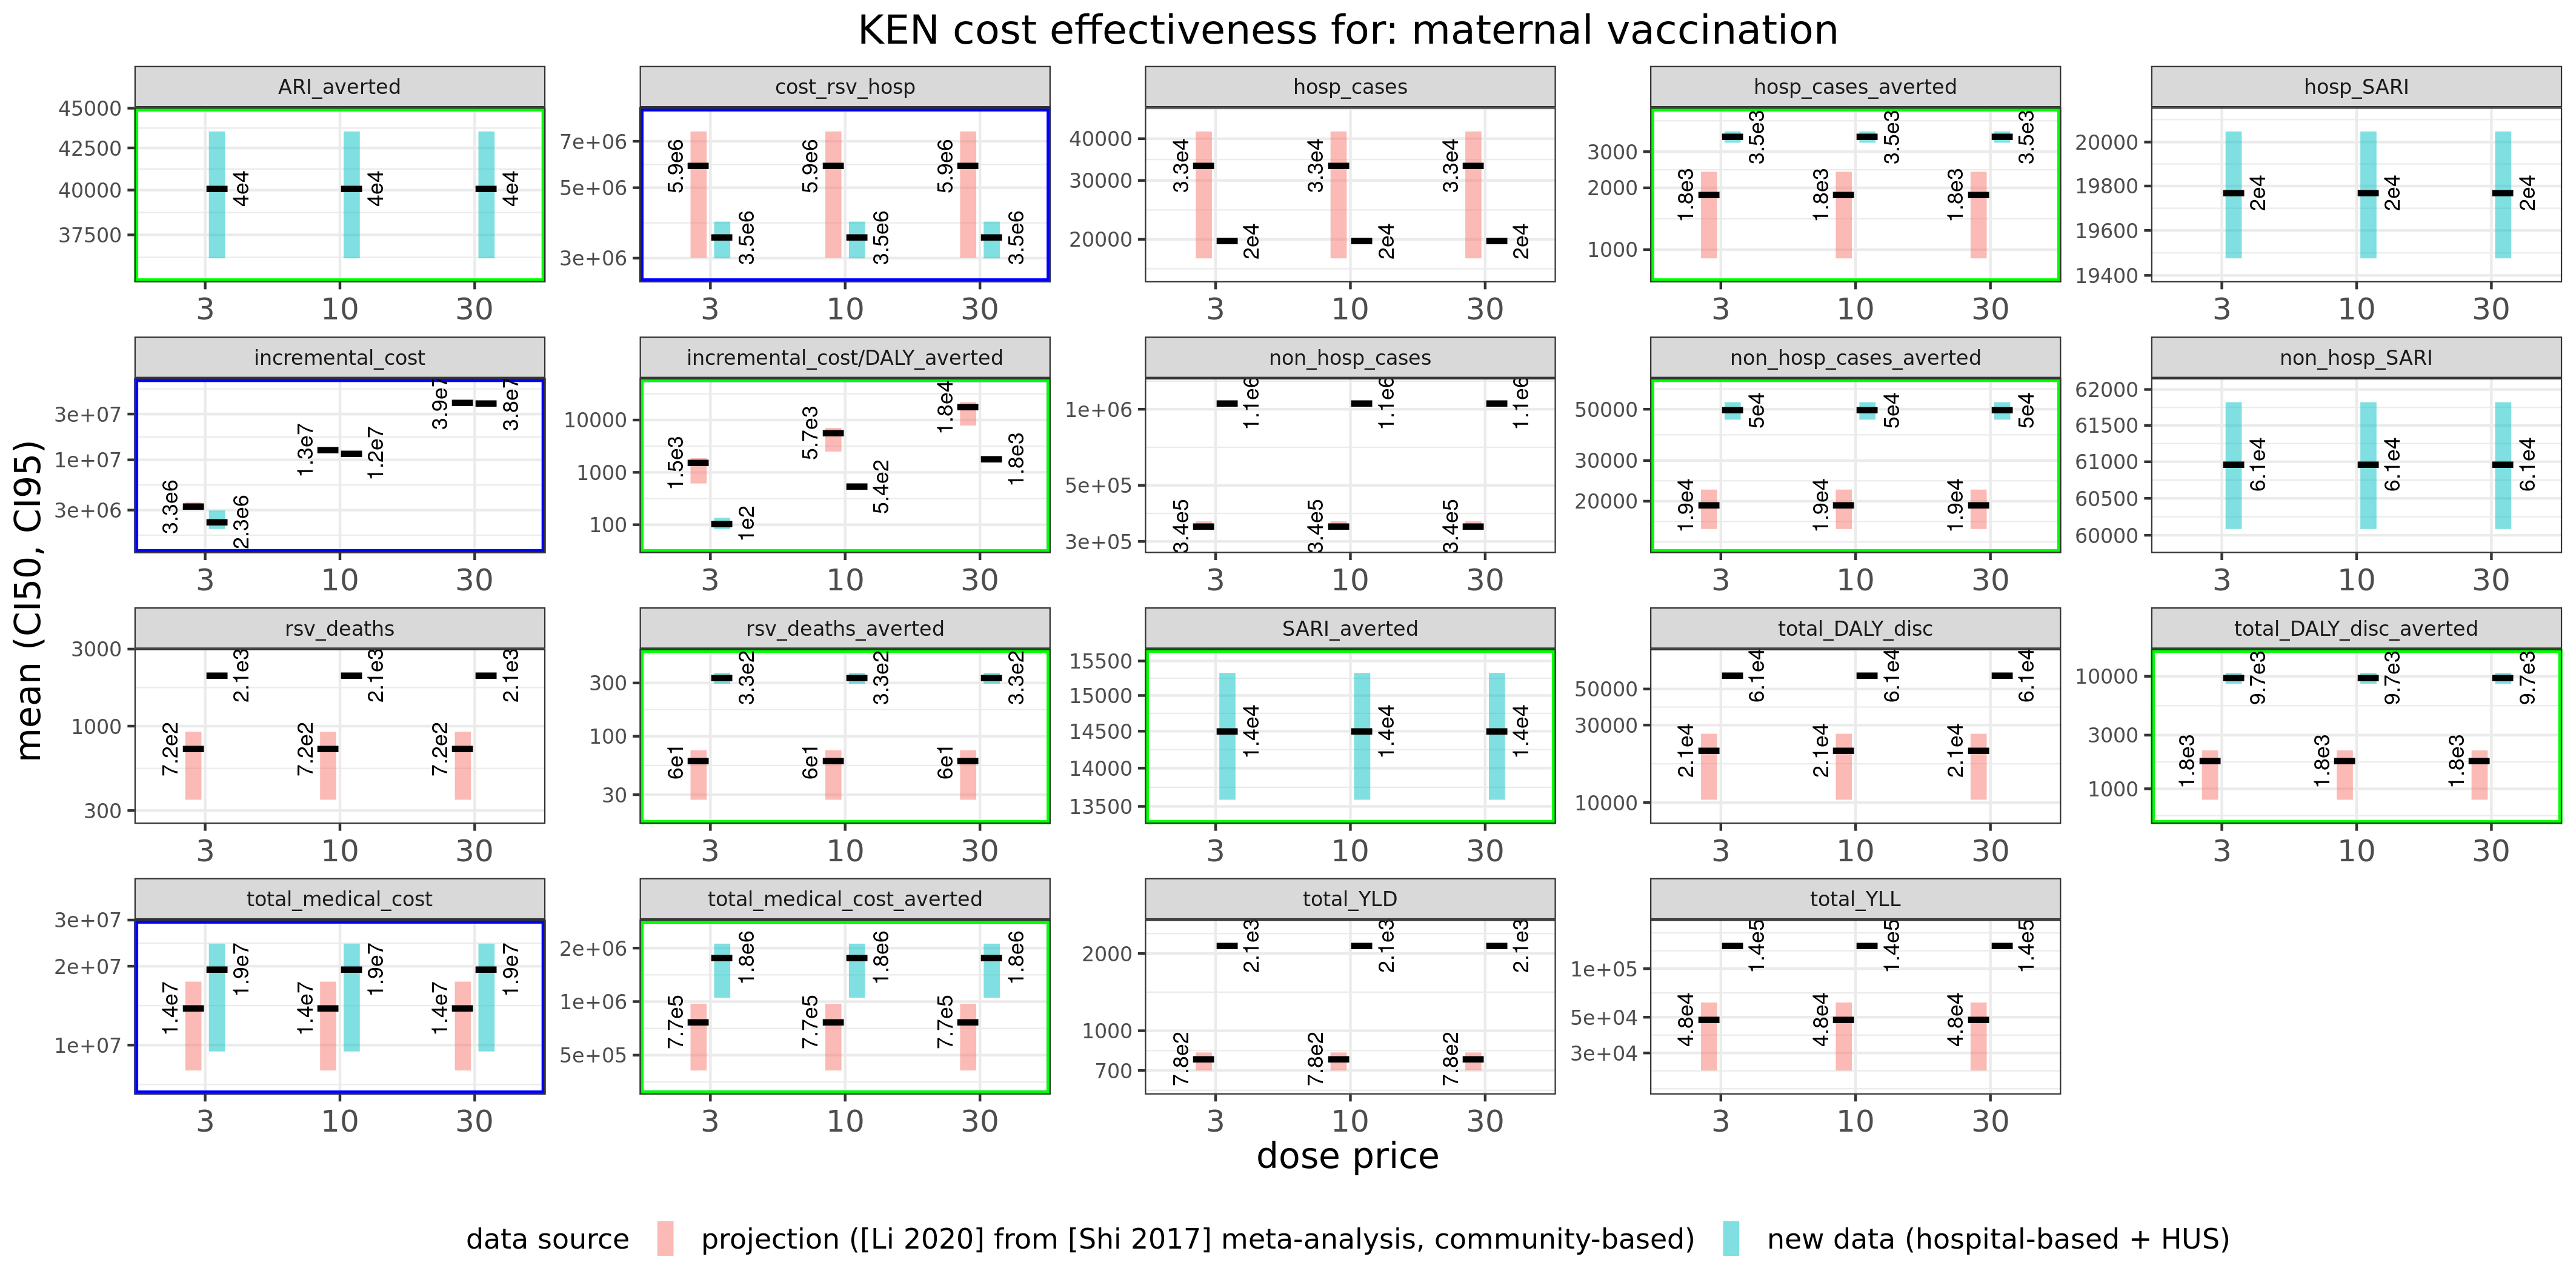 KEN cost effectiveness for: maternal vaccination
mean (CI50, CI95)
ARI_averted
45000
42500
40000
37500
4e4 4e4 4e4
3 10 30
cost_rsv_hosp
7e+06
5e+06
3e+06
5.9e6 5.9e6 5.9e6
3.5e6 3.5e6 3.5e6
3 10 30
hosp_cases
40000
30000
20000
3.3e4 3.3e4 3.3e4
2e4 2e4 2e4
3 10 30
hosp_cases_averted
3000
2000
1000
3.5e3 3.5e3 3.5e3
1.8e3 1.8e3 1.8e3
3 10 30
hosp_SARI
20000
19800
19600
19400
2e4 2e4 2e4
3 10 30
incremental_cost
3e+07
1e+07
3e+06
3.3e6 2.3e6 1.3e7 1.2e7 3.9e7 3.8e7
3 10 30
incremental_cost/DALY_averted
10000
1000
100
1.5e3 1e2 5.7e3 5.4e2 1.8e4 1.8e3
3 10 30
non_hosp_cases
1e+06
5e+05
3e+05
1.1e6 1.1e6 1.1e6
3.4e5 3.4e5 3.4e5
3 10 30
non_hosp_cases_averted
50000
30000
20000
5e4 5e4 5e4
1.9e4 1.9e4 1.9e4
3 10 30
non_hosp_SARI
62000
61500
61000
60500
60000
6.1e4 6.1e4 6.1e4
3 10 30
rsv_deaths
3000
1000
300
2.1e3 2.1e3 2.1e3
7.2e2 7.2e2 7.2e2
3 10 30
rsv_deaths_averted
300
100
30
3.3e2 3.3e2 3.3e2
6e1 6e1 6e1
3 10 30
SARI_averted
15500
15000
14500
14000
13500
1.4e4 1.4e4 1.4e4
3 10 30
total_DALY_disc
50000
30000
10000
6.1e4 6.1e4 6.1e4
2.1e4 2.1e4 2.1e4
3 10 30
total_DALY_disc_averted
10000
3000
1000
9.7e3 9.7e3 9.7e3
1.8e3 1.8e3 1.8e3
3 10 30
total_medical_cost
3e+07
2e+07
1e+07
1.4e7 1.9e7 1.4e7 1.9e7 1.4e7 1.9e7
3 10 30
total_medical_cost_averted
2e+06
1e+06
5e+05
1.8e6 1.8e6 1.8e6
7.7e5 7.7e5 7.7e5
3 10 30
total_YLD
2000
1000
700
2.1e3 2.1e3 2.1e3
7.8e2 7.8e2 7.8e2
3 10 30
total_YLL
1e+05
5e+04
3e+04
1.4e5 1.4e5 1.4e5
4.8e4 4.8e4 4.8e4
3 10 30
dose price
data source projection ([Li 2020] from [Shi 2017] meta-analysis, community-based) new data (hospital-based + HUS)